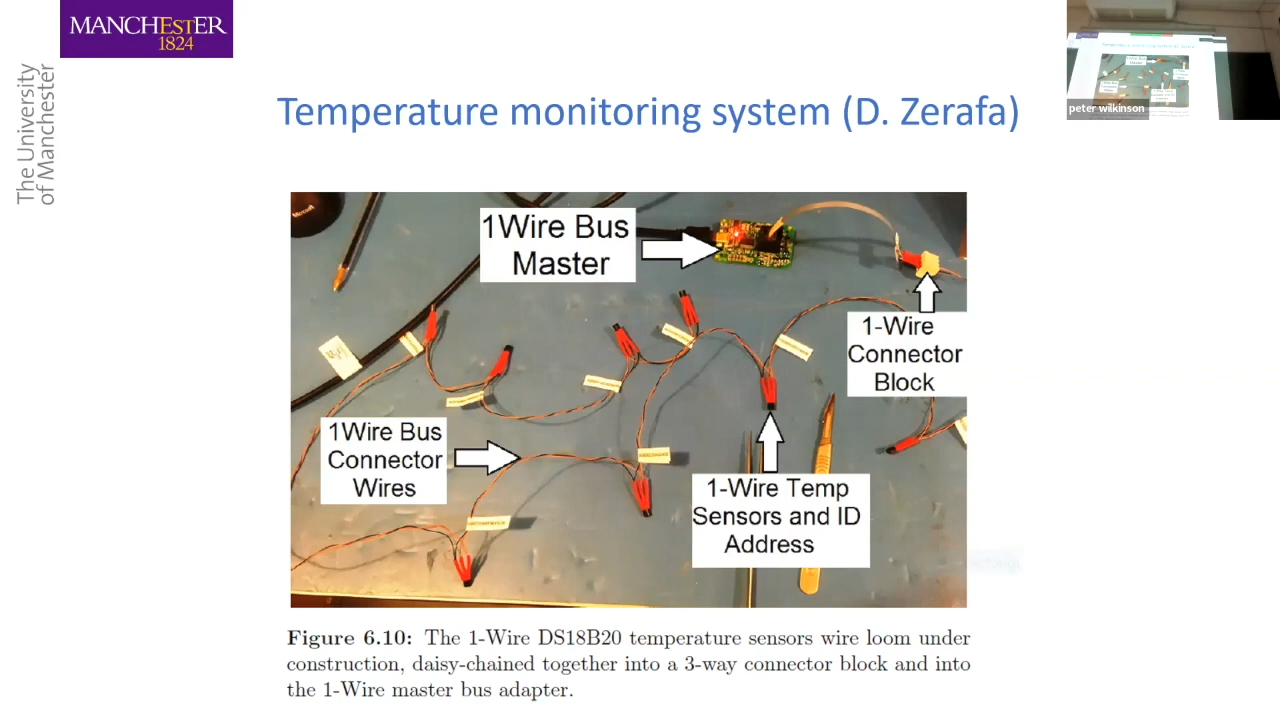 MANCHESTER
1824
The University
of Manchester
Temperature monitoring system (D. Zerafa)
peter wilkinson
1Wire Bus
Master
1-Wire
Connector
Block
1Wire Bus
Connector
Wires
1-Wire Temp
Sensors and ID
Address
Figure 6.10: The 1-Wire DS18B20 temperature sensors wire loom under
construction, daisy-chained together into a 3-way connector block and into
the 1-Wire master bus adapter.